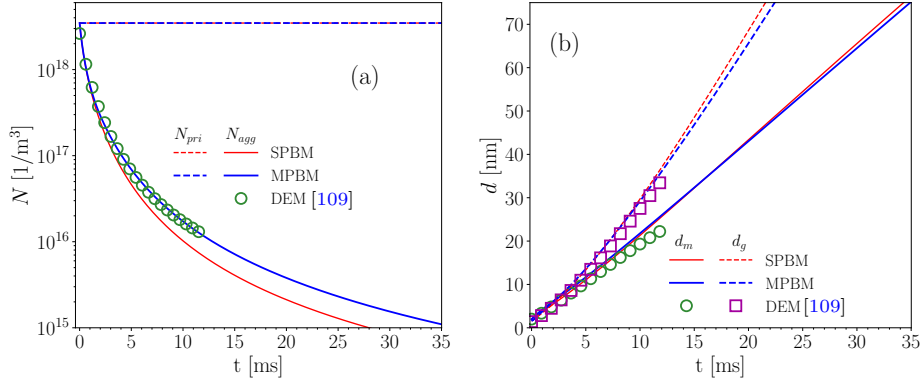 (a)
10^18
10^17
10^16
10^15
N [1/m^3]
N_pri N_agg
SPBM
MPBM
DEM [109]
0 5 10 15 20 25 30 35
t [ms]
(b)
70
60
50
40
30
20
10
0
d [nm]
d_m d_g
SPBM
MPBM
DEM [109]
0 5 10 15 20 25 30 35
t [ms]